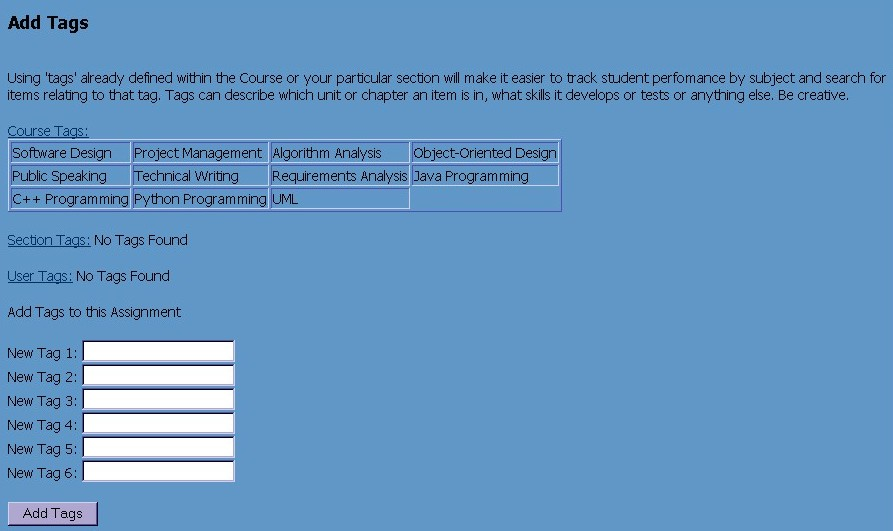 Add Tags
Using 'tags' already defined within the Course or your particular section will make it easier to track student perfomance by subject and search for
items relating to that tag. Tags can describe which unit or chapter an item is in, what skills it develops or tests or anything else. Be creative.
Course Tags:
Software Design Project Management Algorithm Analysis Object-Oriented Design
Public Speaking Technical Writing Requirements Analysis Java Programming
C++ Programming Python Programming UML
Section Tags: No Tags Found
User Tags: No Tags Found
Add Tags to this Assignment
New Tag 1:
New Tag 2:
New Tag 3:
New Tag 4:
New Tag 5:
New Tag 6:
Add Tags